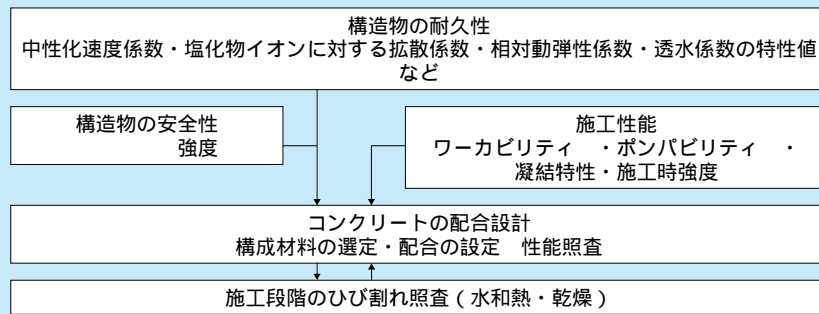 構造物の耐久性
中性化速度係数・塩化物イオンに対する拡散係数・相対動弾性係数・透水係数の特性値
など
構造物の安全性
強度
施工性能
ワーカビリティ ・ポンパビリティ ・
凝結特性・施工時強度
コンクリートの配合設計
構成材料の選定・配合の設定 性能照査
施工段階のひび割れ照査（水和熱・乾燥）